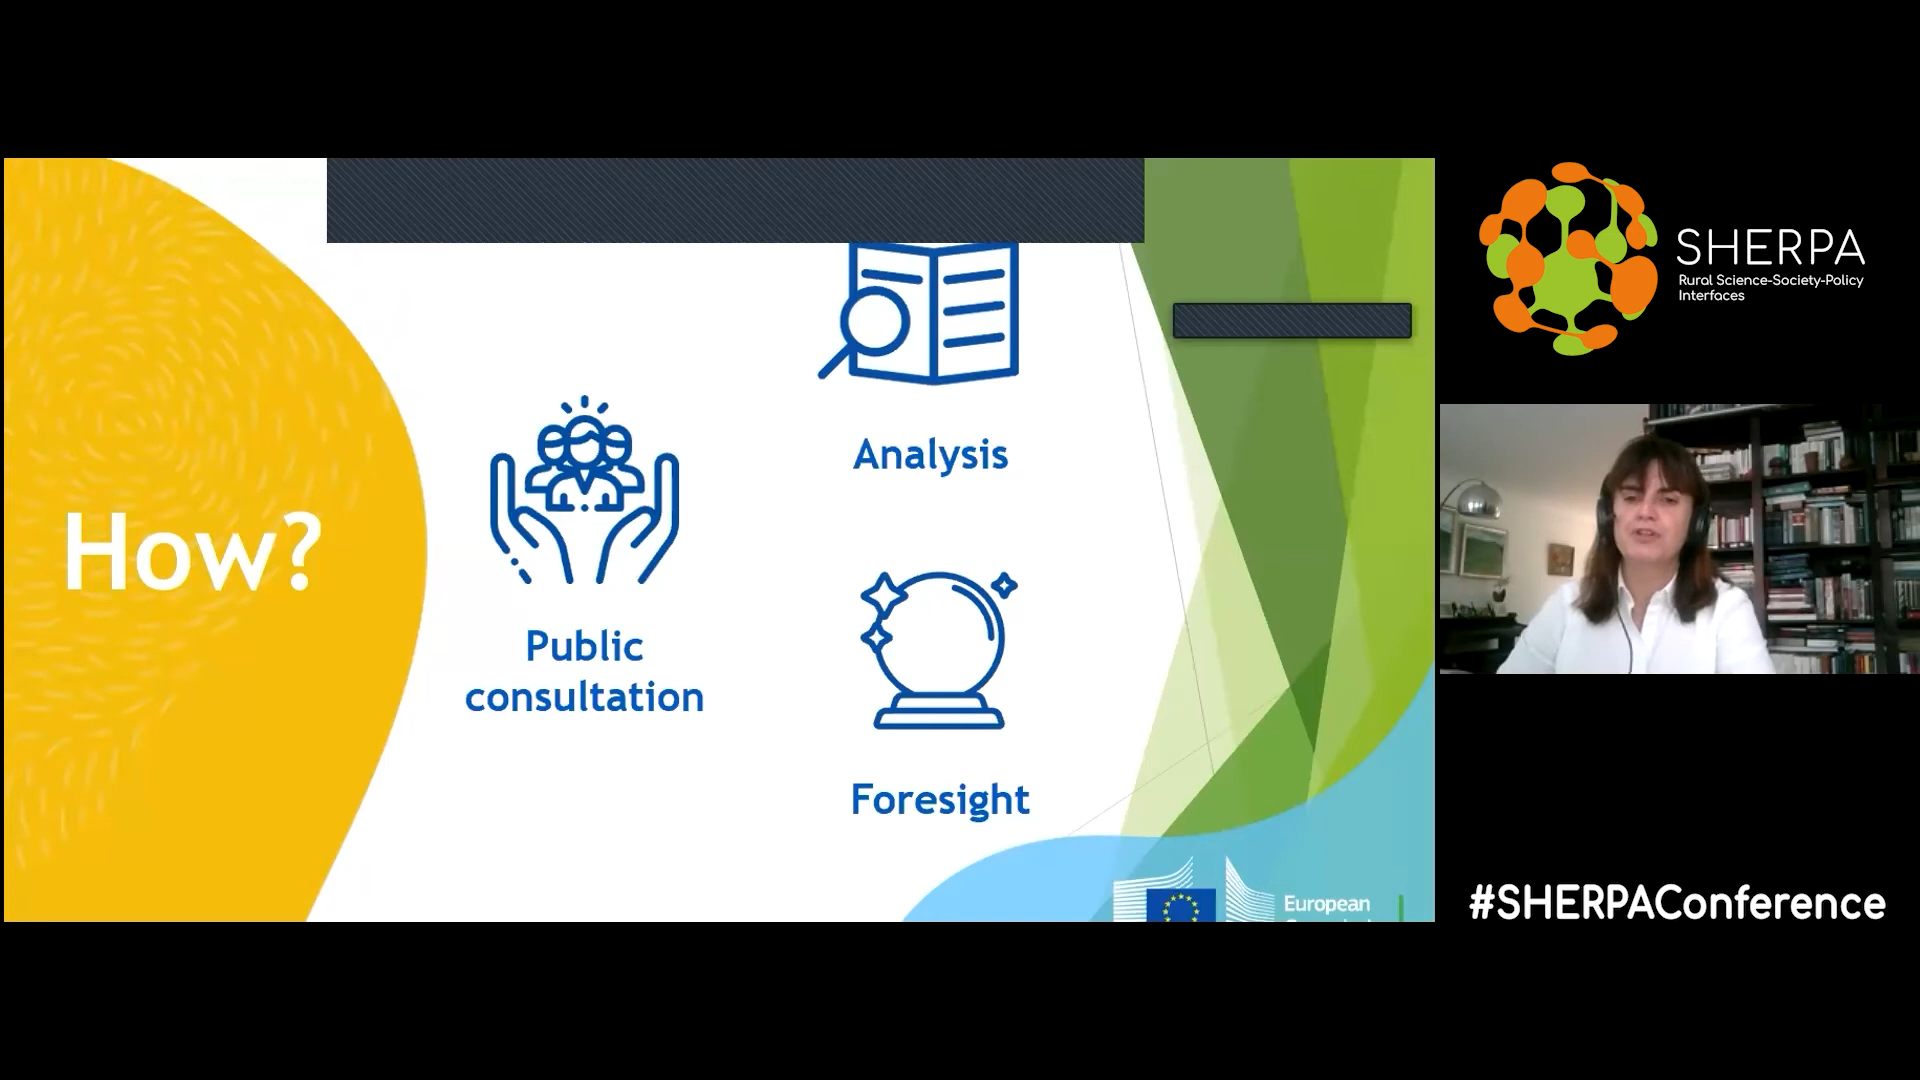 How?
Public
consultation
Analysis
Foresight
European
SHERPA
Rural Science-Society-Policy
Interfaces
#SHERPAConference